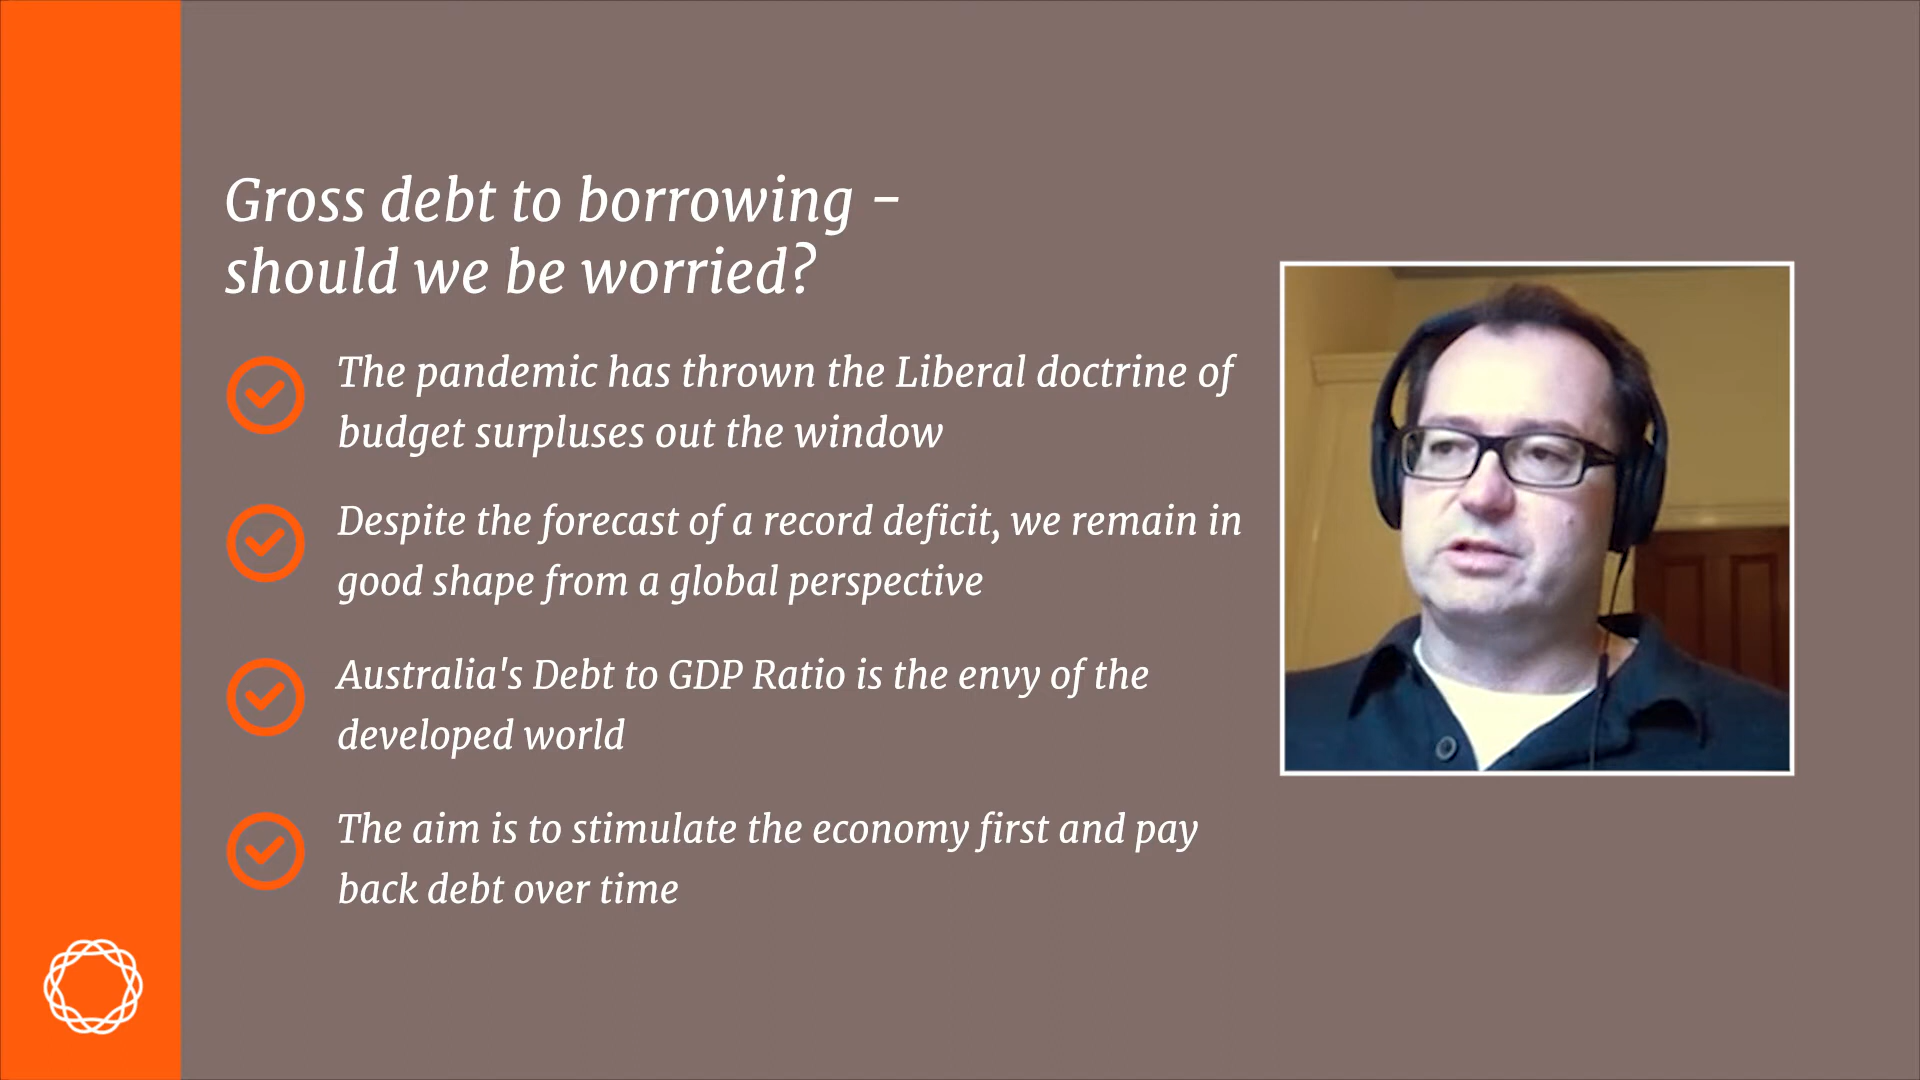 Gross debt to borrowing –
should we be worried?
The pandemic has thrown the Liberal doctrine of
budget surpluses out the window
Despite the forecast of a record deficit, we remain in
good shape from a global perspective
Australia's Debt to GDP Ratio is the envy of the
developed world
The aim is to stimulate the economy first and pay
back debt over time